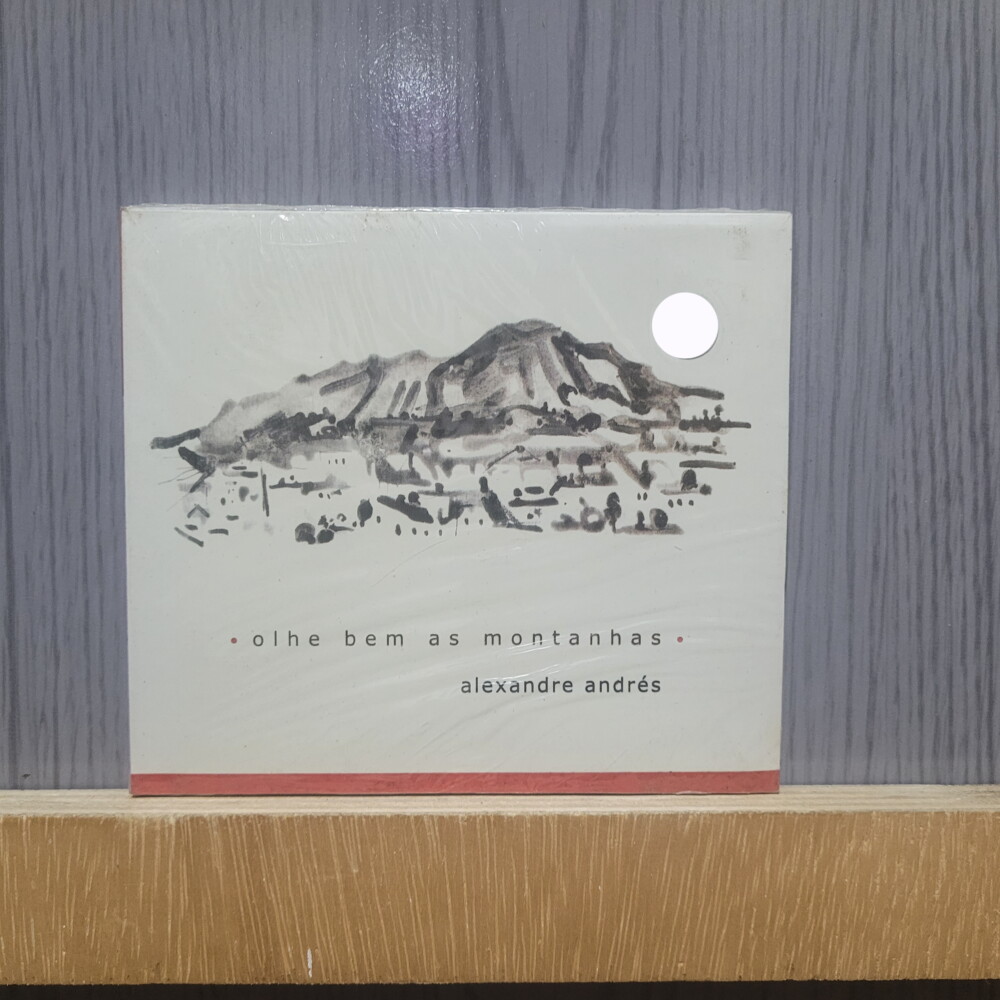 • olhe bem as montanhas •
alexandre andrés